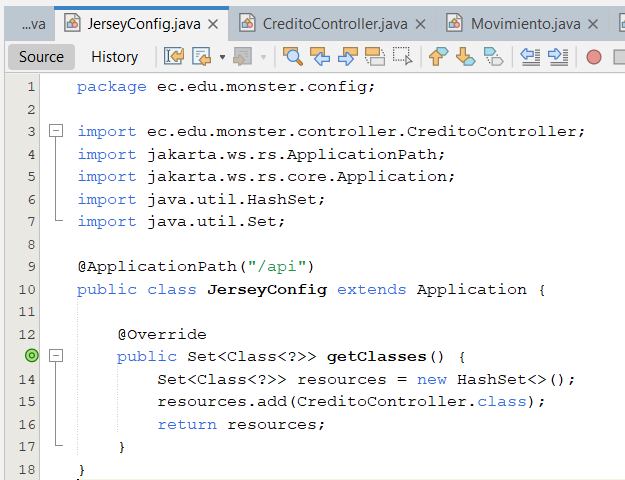 ...va JerseyConfig.java CreditoController.java Movimiento.java
Source History
1 package ec.edu.monster.config;
2
3 import ec.edu.monster.controller.CreditoController;
4 import jakarta.ws.rs.ApplicationPath;
5 import jakarta.ws.rs.core.Application;
6 import java.util.HashSet;
7 import java.util.Set;
8
9 @ApplicationPath("/api")
10 public class JerseyConfig extends Application {
11
12     @Override
    public Set<Class<?>> getClasses() {
14         Set<Class<?>> resources = new HashSet<>();
15         resources.add(CreditoController.class);
16         return resources;
17     }
18 }